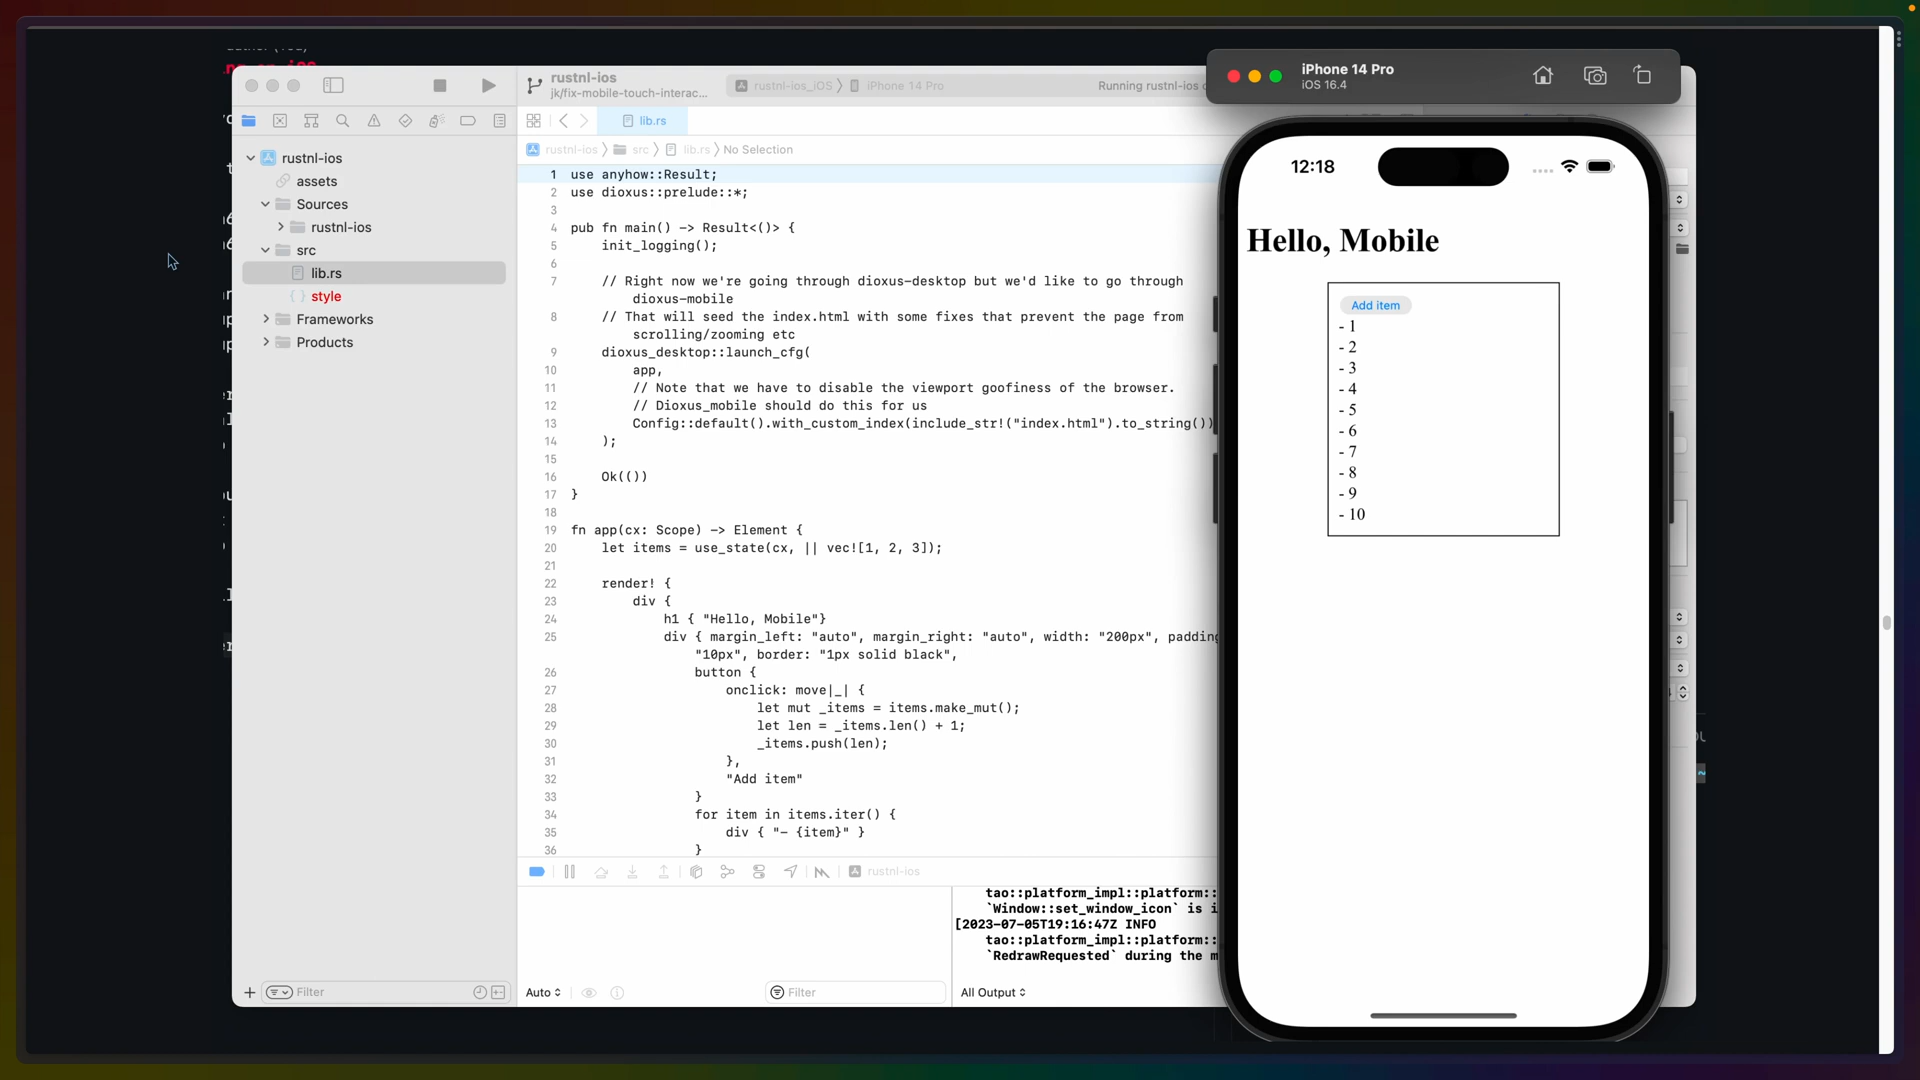 rustnl-ios
jk/fix-mobile-touch-interac...
rustnl-ios_iOS
iPhone 14 Pro
Running rustnl-ios
iPhone 14 Pro
iOS 16.4
lib.rs
rustnl-ios
src
lib.rs
No Selection
rustnl-ios
assets
Sources
rustnl-ios
src
lib.rs
style
Frameworks
Products
Filter
1 use anyhow::Result;
2 use dioxus::prelude::*;
3
4 pub fn main() -> Result<()> {
5 init_logging();
6
7 // Right now we're going through dioxus-desktop but we'd like to go through
dioxus-mobile
8 // That will seed the index.html with some fixes that prevent the page from
scrolling/zooming etc
9 dioxus_desktop::launch_cfg(
10 app,
11 // Note that we have to disable the viewport goofiness of the browser.
12 // Dioxus_mobile should do this for us
13 Config::default().with_custom_index(include_str!("index.html").to_string())
14 );
15
16 Ok(())
17 }
18
19 fn app(cx: Scope) -> Element {
20 let items = use_state(cx, || vec![1, 2, 3]);
21
22 render! {
23 div {
24 h1 { "Hello, Mobile"}
25 div { margin_left: "auto", margin_right: "auto", width: "200px", padding
"10px", border: "1px solid black",
26 button {
27 onclick: move|_| {
28 let mut _items = items.make_mut();
29 let len = _items.len() + 1;
30 _items.push(len);
31 },
32 "Add item"
33 }
34 for item in items.iter() {
35 div { "- {item}" }
36 }
rustnl-ios
tao::platform_impl::platform::
`Window::set_window_icon` is i
[2023-07-05T19:16:47Z INFO
tao::platform_impl::platform::
`RedrawRequested` during the m
Auto
Filter
All Output
12:18
Hello, Mobile
Add item
- 1
- 2
- 3
- 4
- 5
- 6
- 7
- 8
- 9
- 10